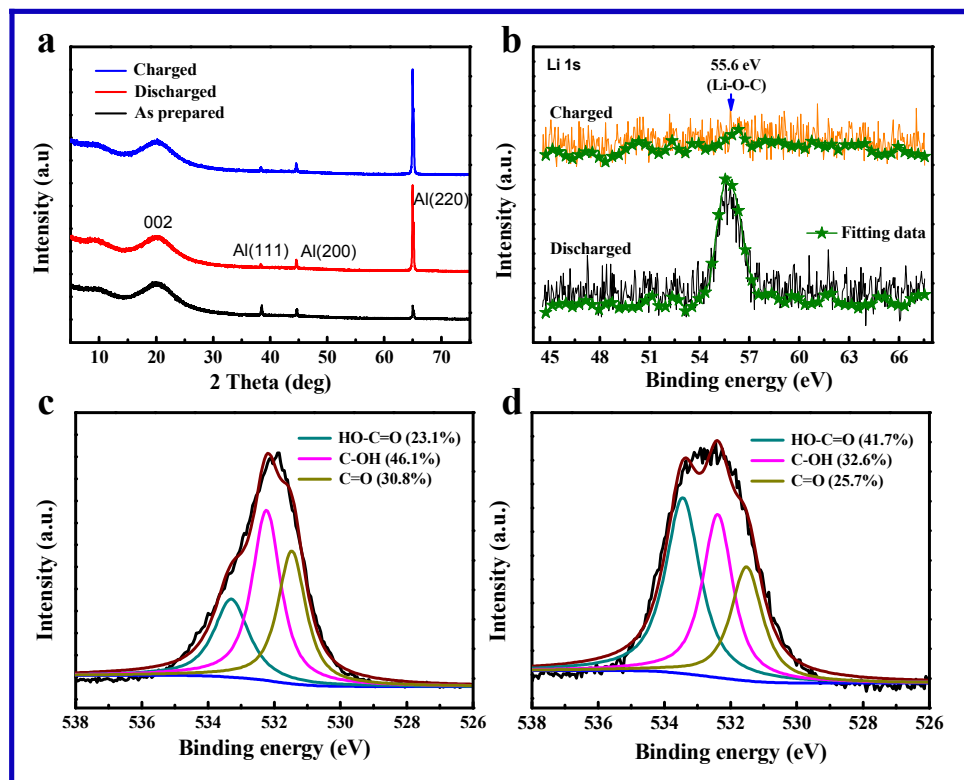 a
Charged
Discharged
As prepared
002
Al(111)
Al(200)
Al(220)
Intensity (a.u)
10 20 30 40 50 60 70
2 Theta (deg)
b
Li 1s
55.6 eV
(Li-O-C)
Charged
Discharged
Fitting data
Intensity (a.u.)
45 48 51 54 57 60 63 66
Binding energy (eV)
c
HO-C=O (23.1%)
C-OH (46.1%)
C=O (30.8%)
Intensity (a.u.)
538 536 534 532 530 528 526
Binding energy (eV)
d
HO-C=O (41.7%)
C-OH (32.6%)
C=O (25.7%)
Intensity (a.u.)
538 536 534 532 530 528 526
Binding energy (eV)